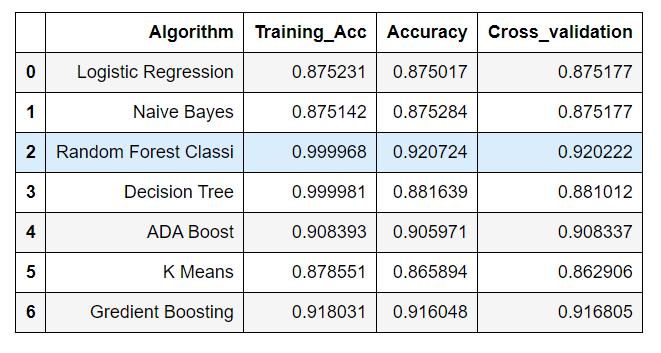 Algorithm Training_Acc Accuracy Cross_validation
0 Logistic Regression 0.875231 0.875017 0.875177
1 Naive Bayes 0.875142 0.875284 0.875177
2 Random Forest Classi 0.999968 0.920724 0.920222
3 Decision Tree 0.999981 0.881639 0.881012
4 ADA Boost 0.908393 0.905971 0.908337
5 K Means 0.878551 0.865894 0.862906
6 Gredient Boosting 0.918031 0.916048 0.916805